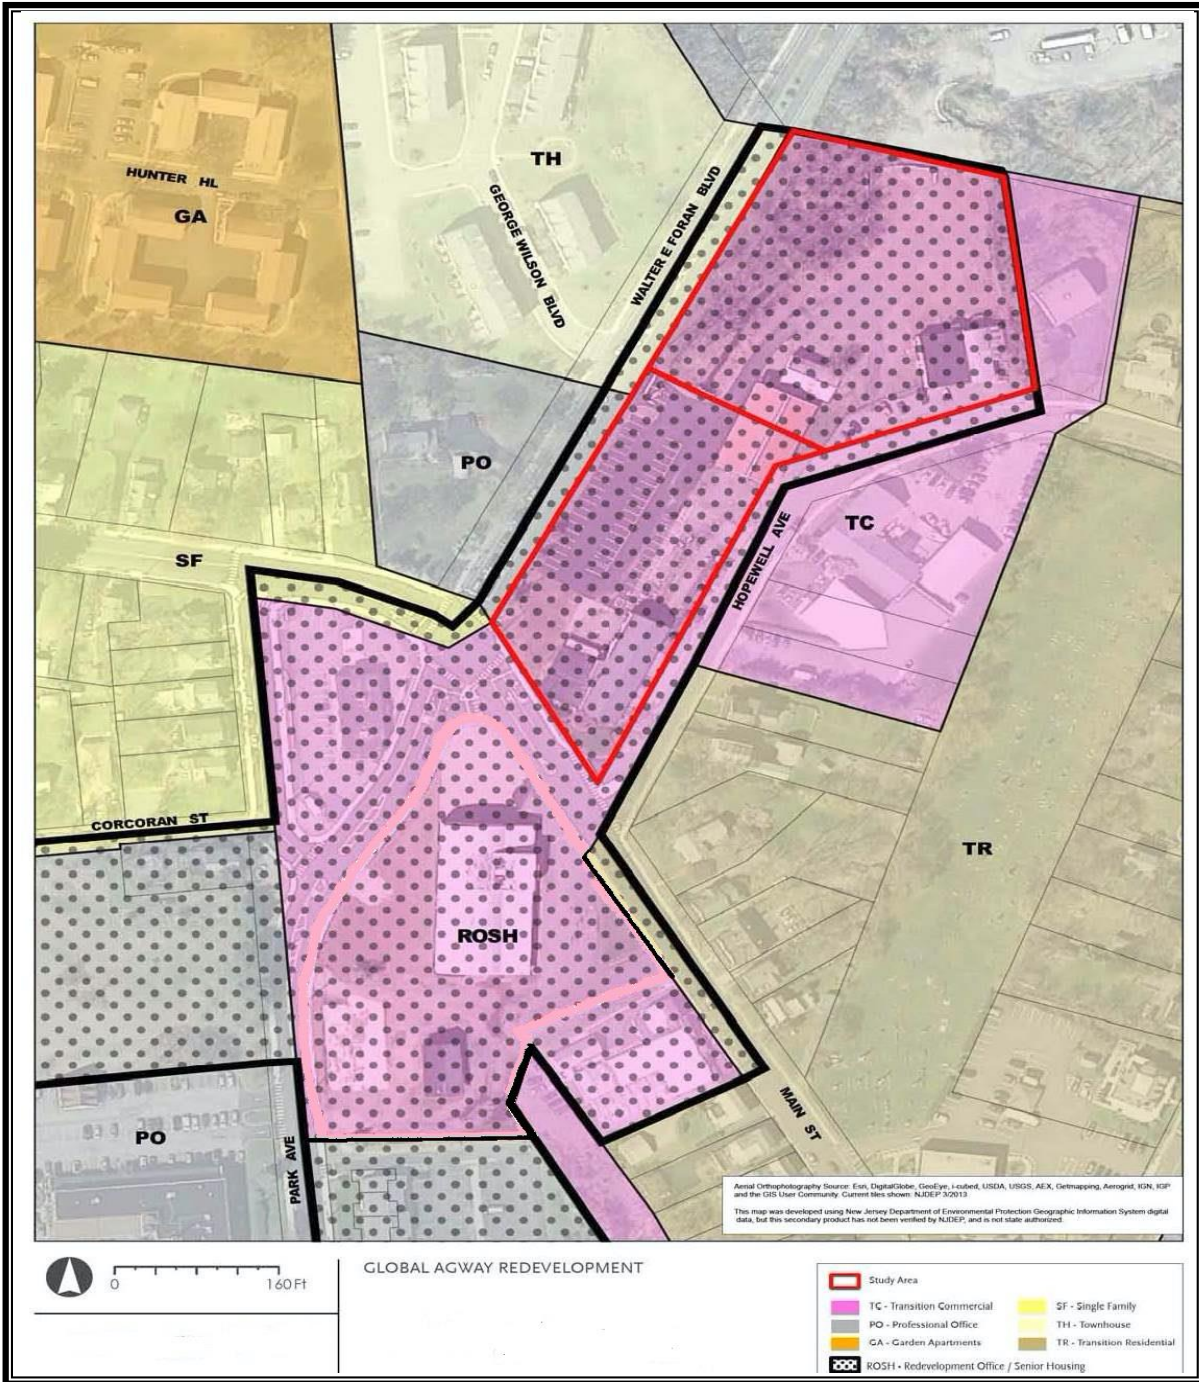 HUNTER HL
GA
TH
GEORGE WILSON BLVD
WALTER E FORAN BLVD
PO
SF
TC
HOPEWELL AVE
CORCORAN ST
TR
ROSH
MAIN ST
PO
PARK AVE
Aerial Orthophotography Source: Esri, DigitalGlobe, GeoEye, i-cubed, USDA, USGS, AEX, Getmapping, Aerogrid, IGN, IGP
and the GIS User Community. Current tiles shown: NJDEP 3/2013
This map was developed using New Jersey Department of Environmental Protection Geographic Information System digital
data, but this secondary product has not been verified by NJDEP, and is not state authorized.
0 160 Ft
GLOBAL AGWAY REDEVELOPMENT
Study Area
TC - Transition Commercial
SF - Single Family
PO - Professional Office
TH - Townhouse
GA - Garden Apartments
TR - Transition Residential
ROSH - Redevelopment Office / Senior Housing